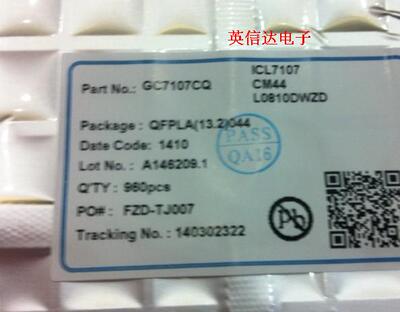 英信达电子
Part No.: GC7107CQ
ICL7107
CM44
L0810DWZD
Package : QFPLA(13.2)044
Date Code: 1410
PASS
QA16
Lot No.: A146209.1
Q'TY : 960pcs
PO# : FZD-TJ007
Pb
Tracking No. : 140302322